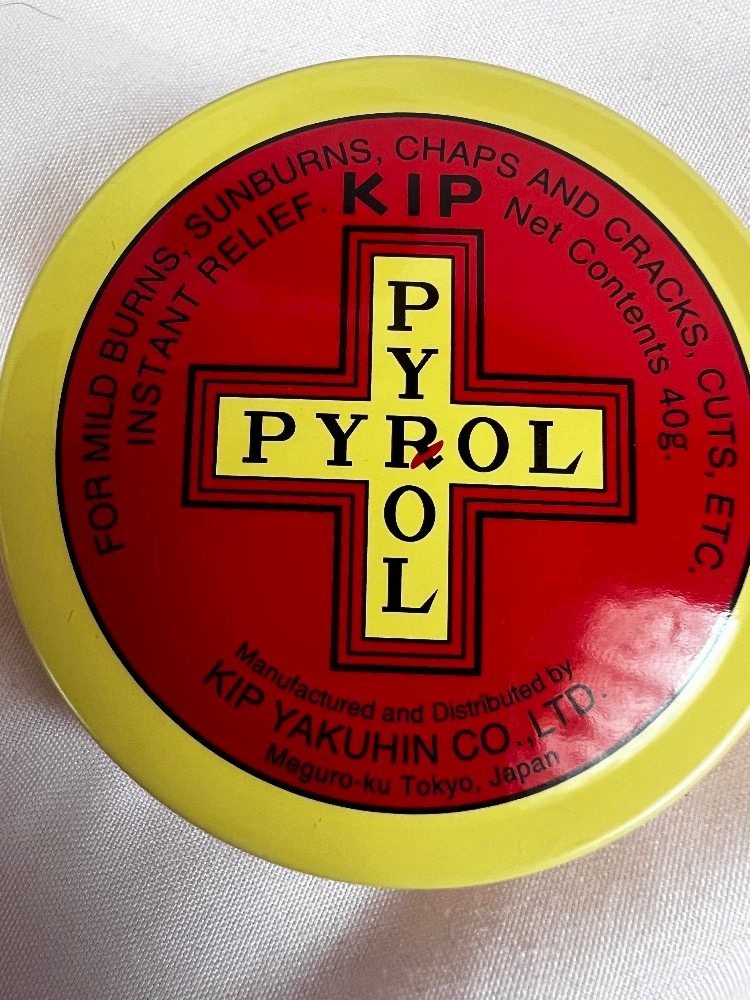 FOR MILD BURNS, SUNBURNS, CHAPS AND CRACKS, CUTS, ETC.
INSTANT RELIEF.
KIP
Net Contents 40g.
PYROL
PYROL
Manufactured and Distributed by
KIP YAKUHIN CO.,LTD.
Meguro-ku Tokyo, Japan